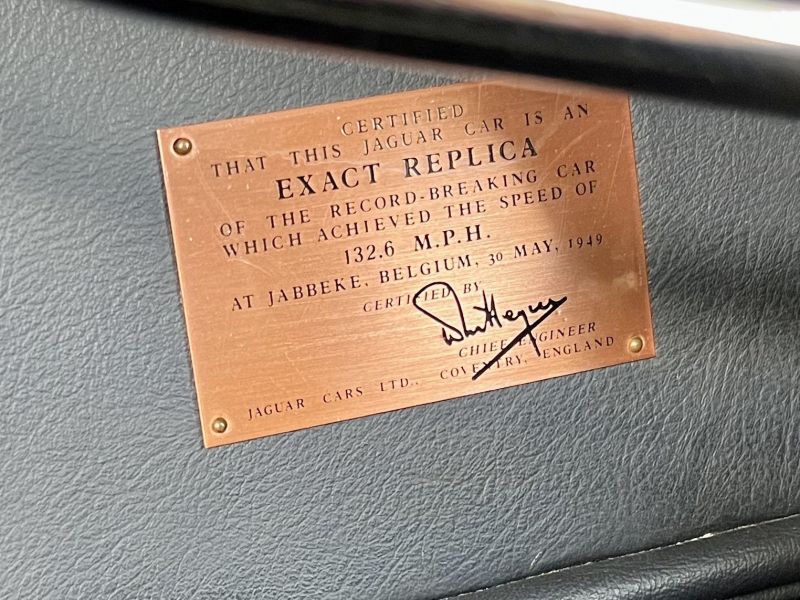 CERTIFIED
THAT THIS JAGUAR CAR IS AN
EXACT REPLICA
OF THE RECORD-BREAKING CAR
WHICH ACHIEVED THE SPEED OF
132.6 M.P.H.
AT JABBEKE, BELGIUM, 30 MAY, 1949
CERTIFIED BY
CHIEF ENGINEER
JAGUAR CARS LTD., COVENTRY, ENGLAND